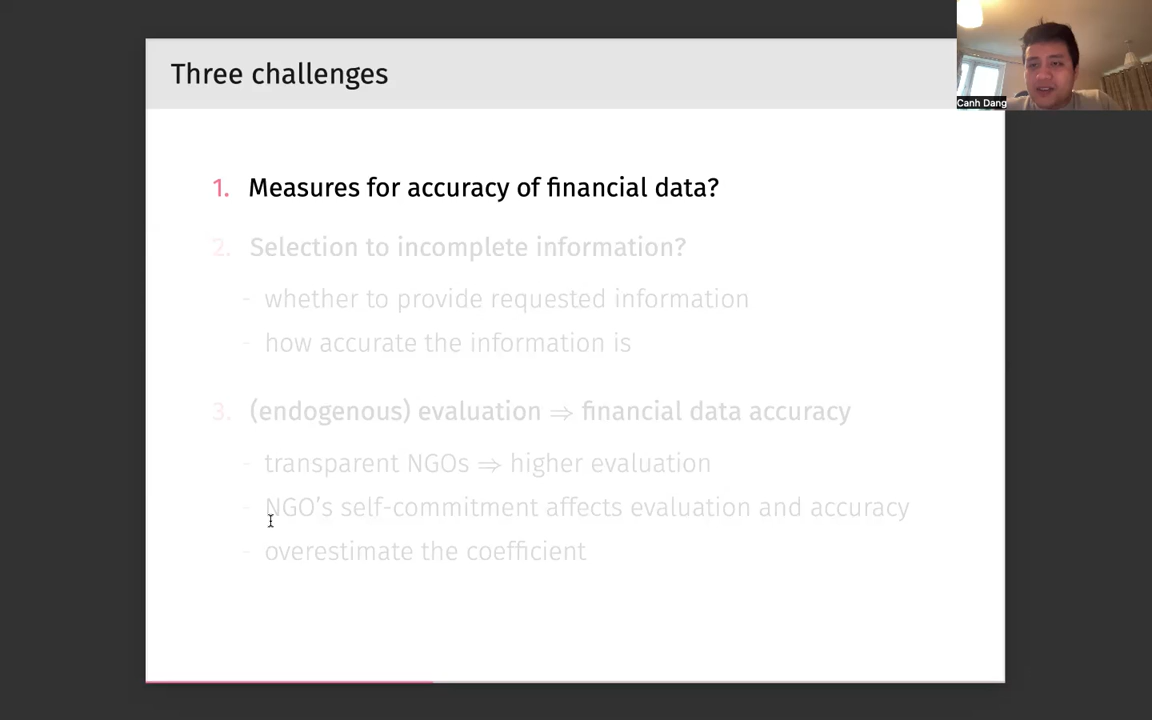 Three challenges
Canh Dang
1. Measures for accuracy of financial data?
2. Selection to incomplete information?
- whether to provide requested information
- how accurate the information is
3. (endogenous) evaluation ⇒ financial data accuracy
- transparent NGOs ⇒ higher evaluation
- NGO's self-commitment affects evaluation and accuracy
- overestimate the coefficient